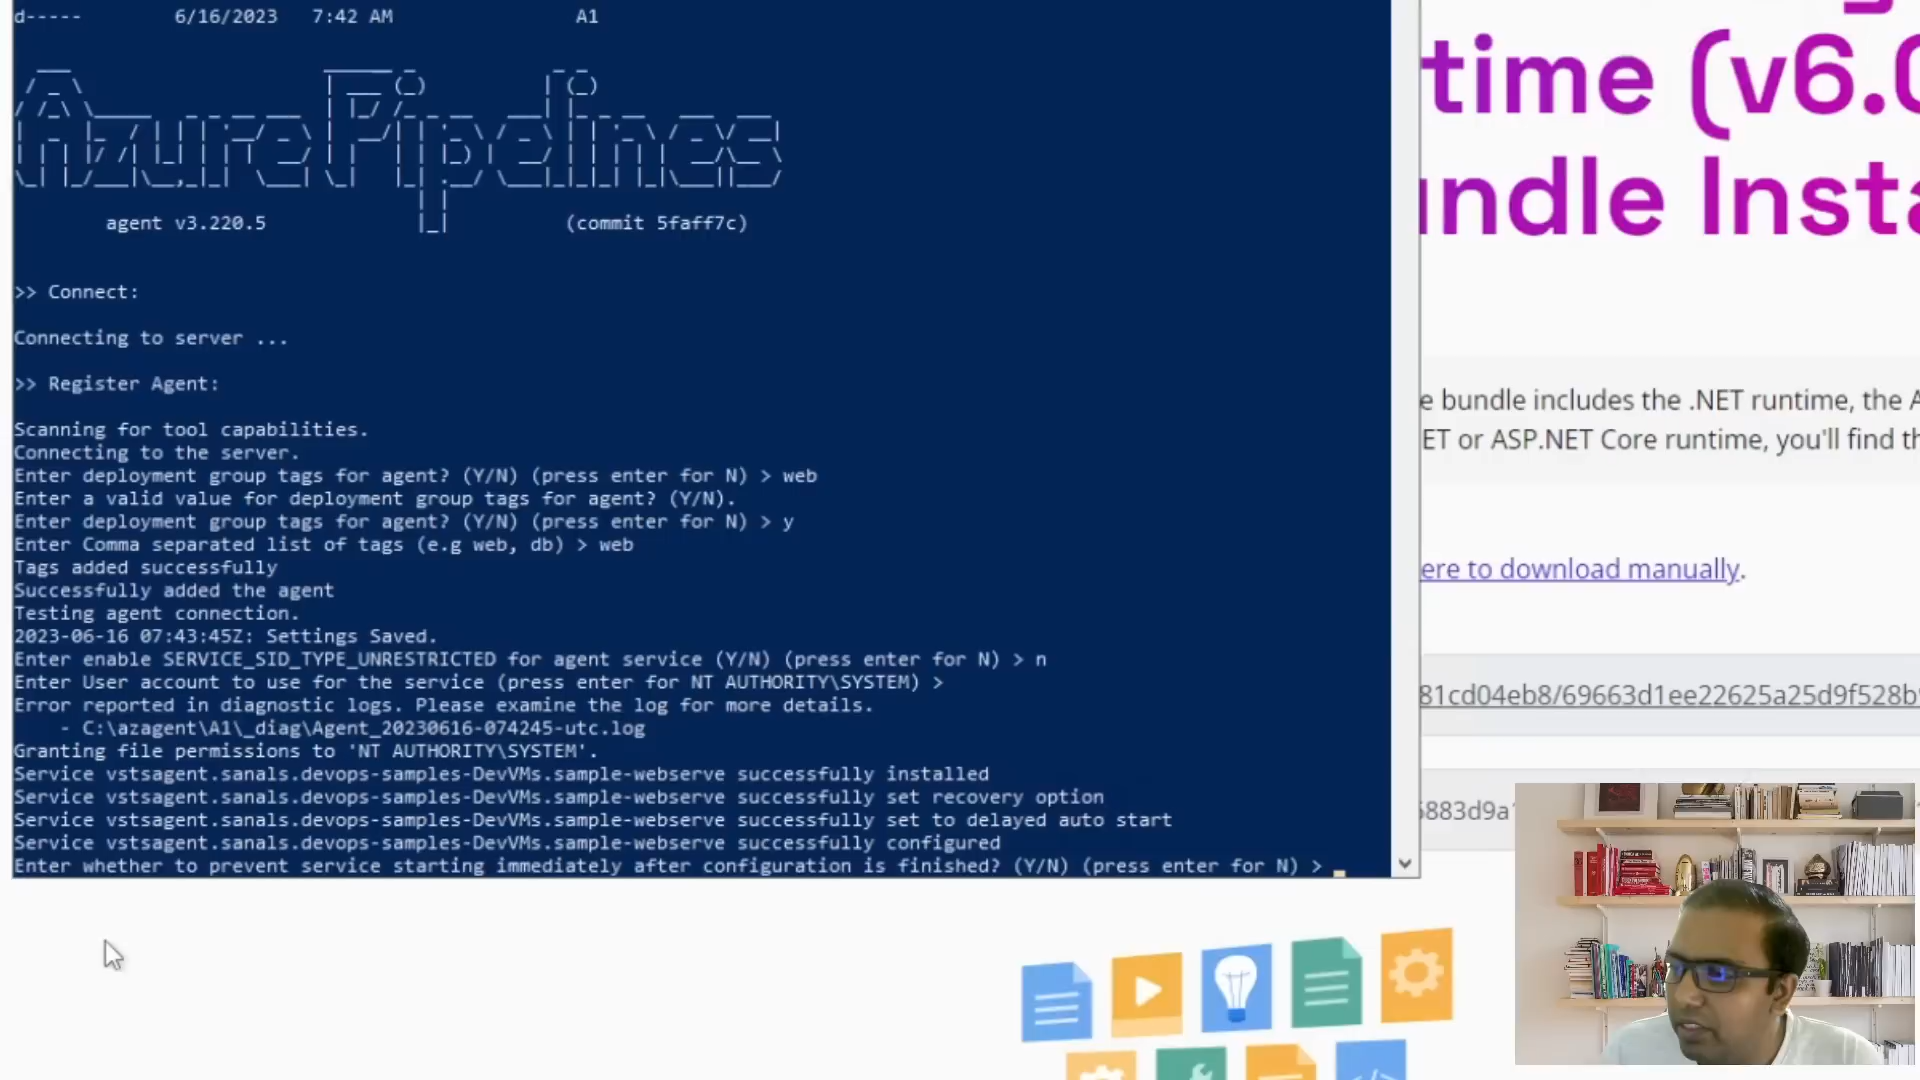 d----- 6/16/2023 7:42 AM A1
Azure Pipelines
agent v3.220.5 (commit 5faff7c)
>> Connect:
Connecting to server ...
>> Register Agent:
Scanning for tool capabilities.
Connecting to the server.
Enter deployment group tags for agent? (Y/N) (press enter for N) > web
Enter a valid value for deployment group tags for agent? (Y/N).
Enter deployment group tags for agent? (Y/N) (press enter for N) > y
Enter Comma separated list of tags (e.g web, db) > web
Tags added successfully
Successfully added the agent
Testing agent connection.
2023-06-16 07:43:45Z: Settings Saved.
Enter enable SERVICE_SID_TYPE_UNRESTRICTED for agent service (Y/N) (press enter for N) > n
Enter User account to use for the service (press enter for NT AUTHORITY\SYSTEM) >
Error reported in diagnostic logs. Please examine the log for more details.
- C:\azagent\A1\_diag\Agent_20230616-074245-utc.log
Granting file permissions to 'NT AUTHORITY\SYSTEM'.
Service vstsagent.sanals.devops-samples-DevVMs.sample-webserve successfully installed
Service vstsagent.sanals.devops-samples-DevVMs.sample-webserve successfully set recovery option
Service vstsagent.sanals.devops-samples-DevVMs.sample-webserve successfully set to delayed auto start
Service vstsagent.sanals.devops-samples-DevVMs.sample-webserve successfully configured
Enter whether to prevent service starting immediately after configuration is finished? (Y/N) (press enter for N) >
time (v6.0
undle Insta
e bundle includes the .NET runtime, the A
ET or ASP.NET Core runtime, you'll find th
ere to download manually.
81cd04eb8/69663d1ee22625a25d9f528b
883d9a